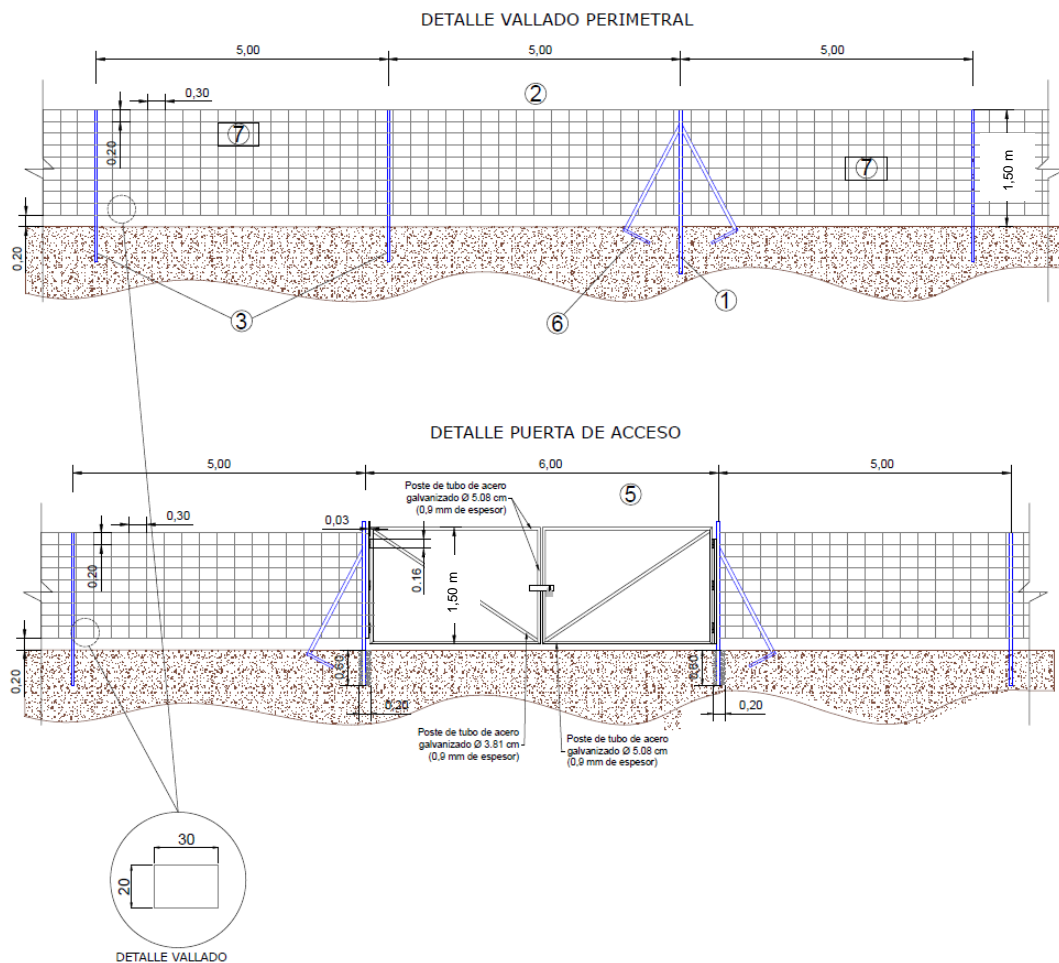 DETALLE VALLADO PERIMETRAL
5,00
5,00
5,00
2
0,30
0.20
7
7
1,50 m
0.20
3
6
1
DETALLE PUERTA DE ACCESO
5,00
6,00
5,00
5
Poste de tubo de acero
galvanizado Ø 5.08 cm
(0,9 mm de espesor)
0,30
0,03
0.20
0.16
1,50 m
0,20
0,60
0,60
0,20
Poste de tubo de acero
galvanizado Ø 3.81 cm
(0,9 mm de espesor)
Poste de tubo de acero
galvanizado Ø 5.08 cm
(0,9 mm de espesor)
30
20
DETALLE VALLADO